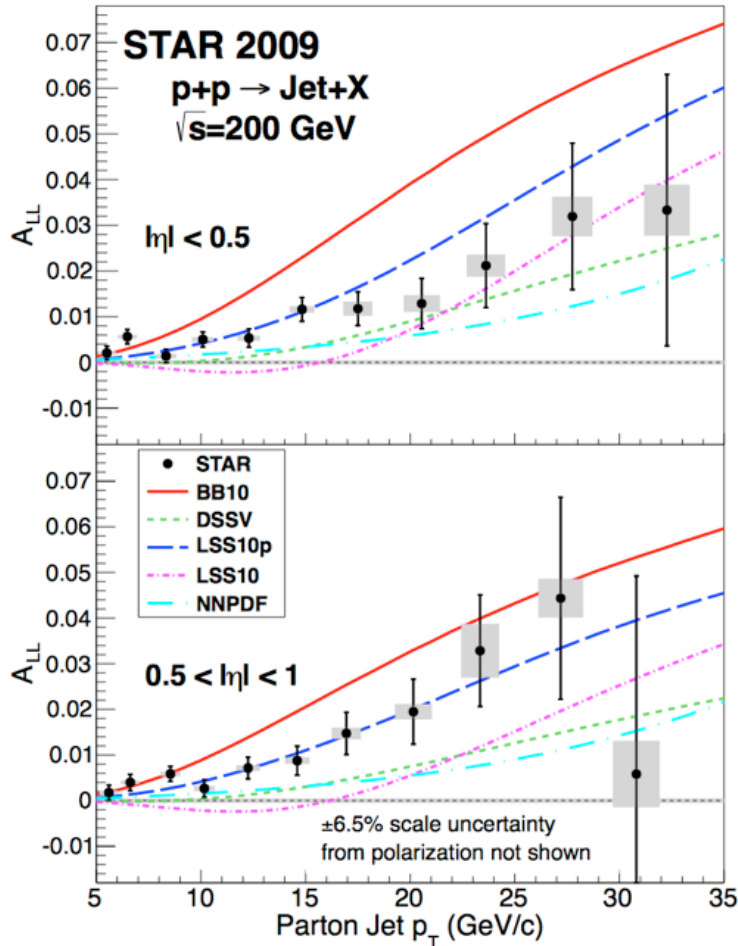 STAR 2009
p+p → Jet+X
√s=200 GeV
|η| < 0.5
A_LL
0.07
0.06
0.05
0.04
0.03
0.02
0.01
0
-0.01
STAR
BB10
DSSV
LSS10p
LSS10
NNPDF
0.5 < |η| < 1
±6.5% scale uncertainty
from polarization not shown
A_LL
0.07
0.06
0.05
0.04
0.03
0.02
0.01
0
-0.01
5 10 15 20 25 30 35
Parton Jet p_T (GeV/c)